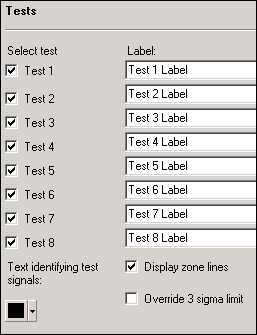 Tests
Select test Label:
Test 1 Test 1 Label
Test 2 Test 2 Label
Test 3 Test 3 Label
Test 4 Test 4 Label
Test 5 Test 5 Label
Test 6 Test 6 Label
Test 7 Test 7 Label
Test 8 Test 8 Label
Text identifying test
signals:
Display zone lines
Override 3 sigma limit